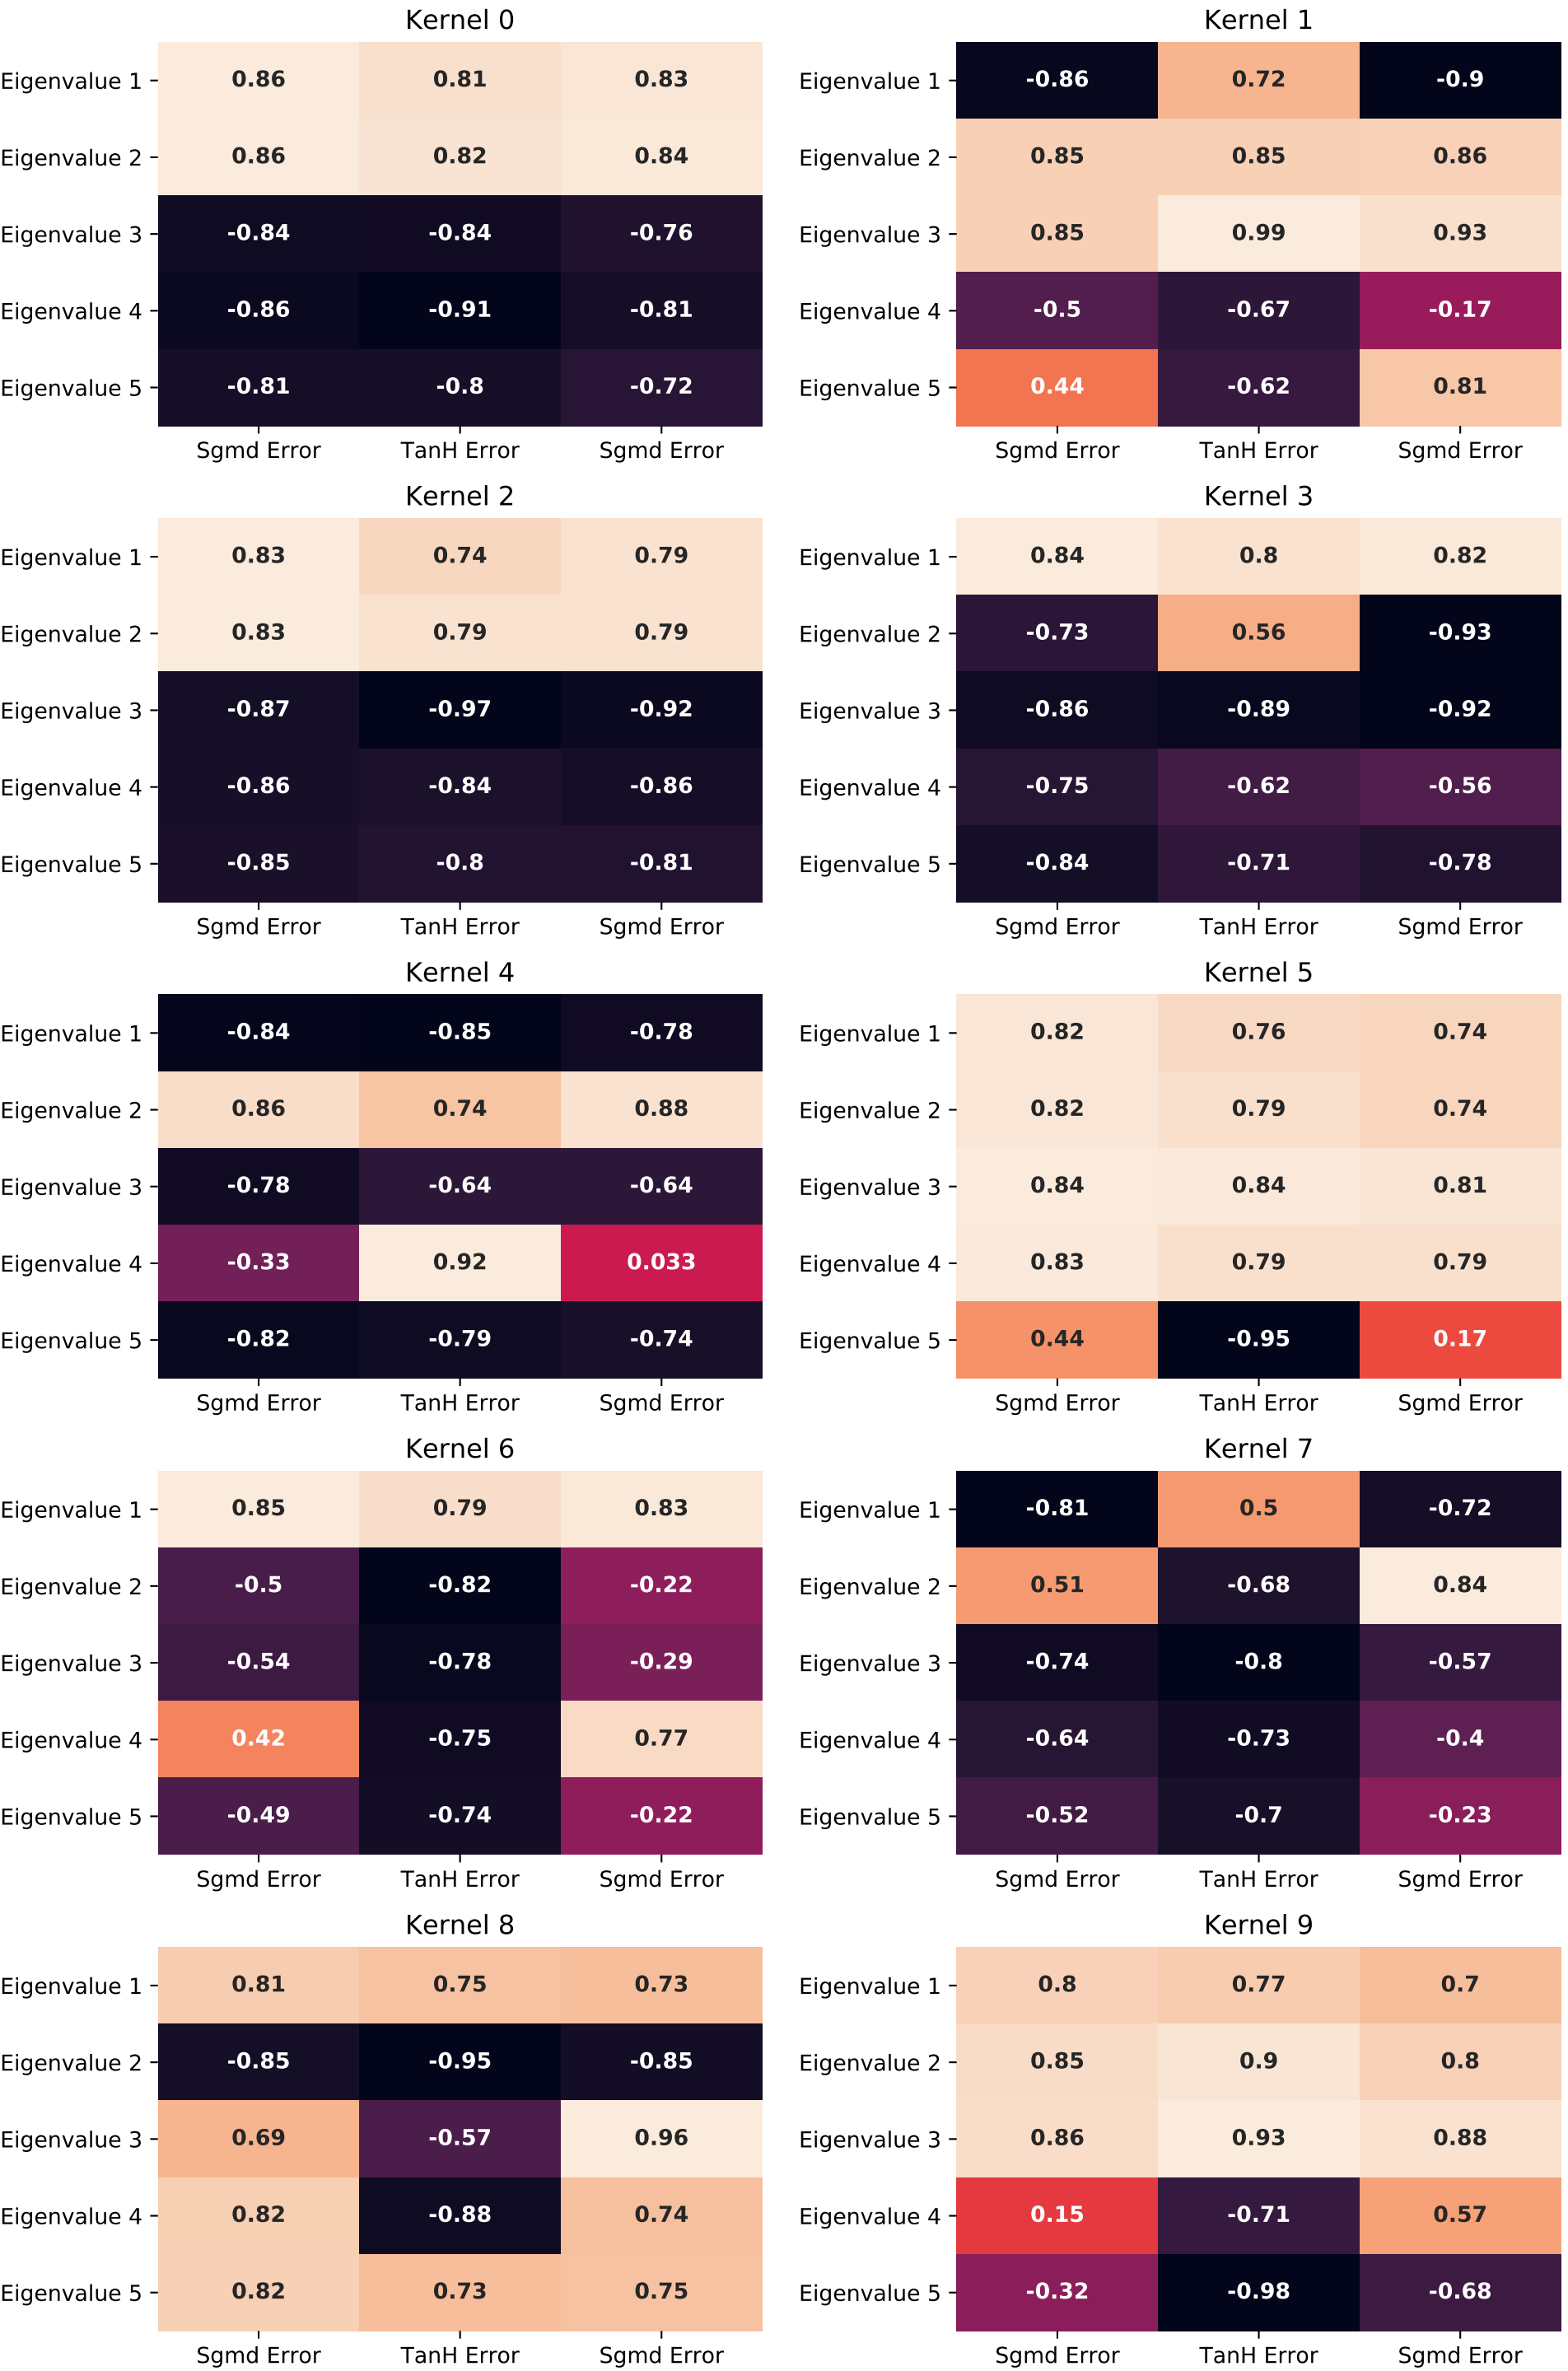 Kernel 0
Eigenvalue 1 0.86 0.81 0.83
Eigenvalue 2 0.86 0.82 0.84
Eigenvalue 3 -0.84 -0.84 -0.76
Eigenvalue 4 -0.86 -0.91 -0.81
Eigenvalue 5 -0.81 -0.8 -0.72
Sgmd Error TanH Error Sgmd Error
Kernel 1
Eigenvalue 1 -0.86 0.72 -0.9
Eigenvalue 2 0.85 0.85 0.86
Eigenvalue 3 0.85 0.99 0.93
Eigenvalue 4 -0.5 -0.67 -0.17
Eigenvalue 5 0.44 -0.62 0.81
Sgmd Error TanH Error Sgmd Error
Kernel 2
Eigenvalue 1 0.83 0.74 0.79
Eigenvalue 2 0.83 0.79 0.79
Eigenvalue 3 -0.87 -0.97 -0.92
Eigenvalue 4 -0.86 -0.84 -0.86
Eigenvalue 5 -0.85 -0.8 -0.81
Sgmd Error TanH Error Sgmd Error
Kernel 3
Eigenvalue 1 0.84 0.8 0.82
Eigenvalue 2 -0.73 0.56 -0.93
Eigenvalue 3 -0.86 -0.89 -0.92
Eigenvalue 4 -0.75 -0.62 -0.56
Eigenvalue 5 -0.84 -0.71 -0.78
Sgmd Error TanH Error Sgmd Error
Kernel 4
Eigenvalue 1 -0.84 -0.85 -0.78
Eigenvalue 2 0.86 0.74 0.88
Eigenvalue 3 -0.78 -0.64 -0.64
Eigenvalue 4 -0.33 0.92 0.033
Eigenvalue 5 -0.82 -0.79 -0.74
Sgmd Error TanH Error Sgmd Error
Kernel 5
Eigenvalue 1 0.82 0.76 0.74
Eigenvalue 2 0.82 0.79 0.74
Eigenvalue 3 0.84 0.84 0.81
Eigenvalue 4 0.83 0.79 0.79
Eigenvalue 5 0.44 -0.95 0.17
Sgmd Error TanH Error Sgmd Error
Kernel 6
Eigenvalue 1 0.85 0.79 0.83
Eigenvalue 2 -0.5 -0.82 -0.22
Eigenvalue 3 -0.54 -0.78 -0.29
Eigenvalue 4 0.42 -0.75 0.77
Eigenvalue 5 -0.49 -0.74 -0.22
Sgmd Error TanH Error Sgmd Error
Kernel 7
Eigenvalue 1 -0.81 0.5 -0.72
Eigenvalue 2 0.51 -0.68 0.84
Eigenvalue 3 -0.74 -0.8 -0.57
Eigenvalue 4 -0.64 -0.73 -0.4
Eigenvalue 5 -0.52 -0.7 -0.23
Sgmd Error TanH Error Sgmd Error
Kernel 8
Eigenvalue 1 0.81 0.75 0.73
Eigenvalue 2 -0.85 -0.95 -0.85
Eigenvalue 3 0.69 -0.57 0.96
Eigenvalue 4 0.82 -0.88 0.74
Eigenvalue 5 0.82 0.73 0.75
Sgmd Error TanH Error Sgmd Error
Kernel 9
Eigenvalue 1 0.8 0.77 0.7
Eigenvalue 2 0.85 0.9 0.8
Eigenvalue 3 0.86 0.93 0.88
Eigenvalue 4 0.15 -0.71 0.57
Eigenvalue 5 -0.32 -0.98 -0.68
Sgmd Error TanH Error Sgmd Error